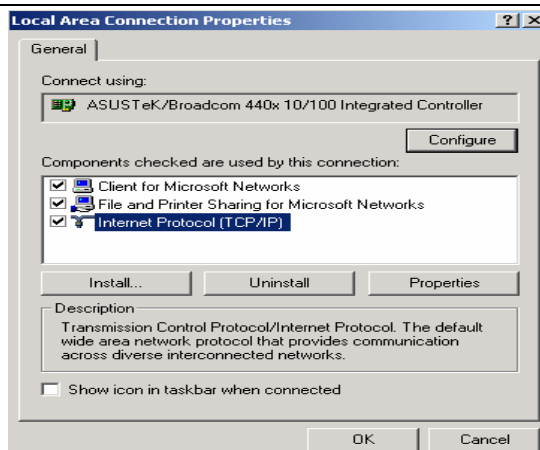 Local Area Connection Properties
General
Connect using:
ASUSTeK/Broadcom 440x 10/100 Integrated Controller
Configure
Components checked are used by this connection:
Client for Microsoft Networks
File and Printer Sharing for Microsoft Networks
Internet Protocol (TCP/IP)
Install... Uninstall Properties
Description
Transmission Control Protocol/Internet Protocol. The default
wide area network protocol that provides communication
across diverse interconnected networks.
Show icon in taskbar when connected
OK Cancel